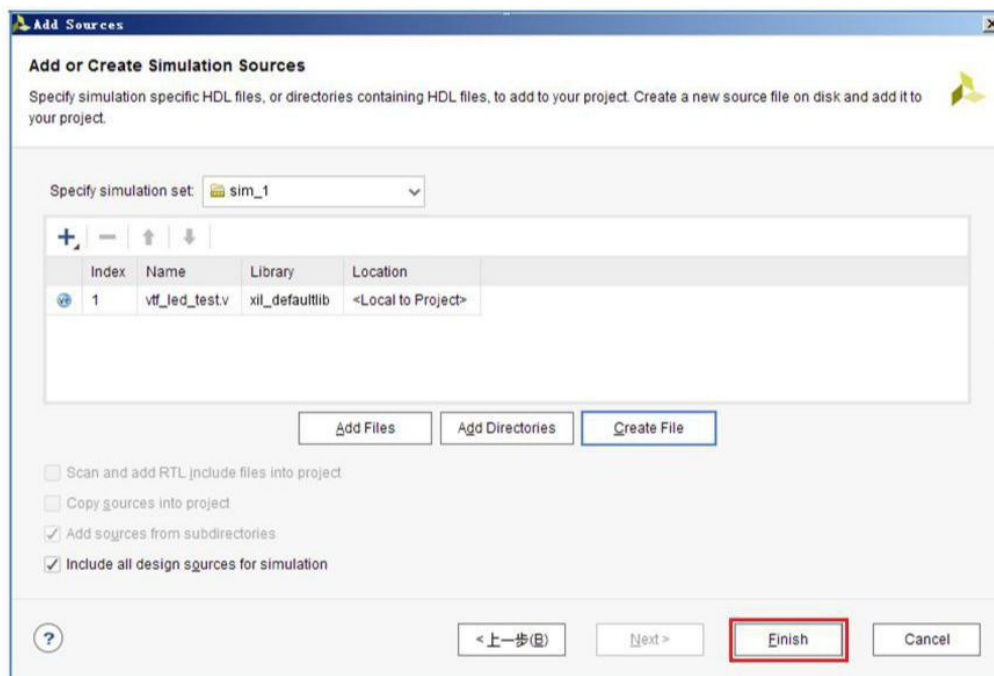 Add Sources
Add or Create Simulation Sources
Specify simulation specific HDL files, or directories containing HDL files, to add to your project. Create a new source file on disk and add it to
your project.
Specify simulation set: sim_1
Index Name Library Location
1 vtf_led_test.v xil_defaultlib <Local to Project>
Add Files Add Directories Create File
Scan and add RTL include files into project
Copy sources into project
Add sources from subdirectories
Include all design sources for simulation
? <上一步(B) Next > Finish Cancel